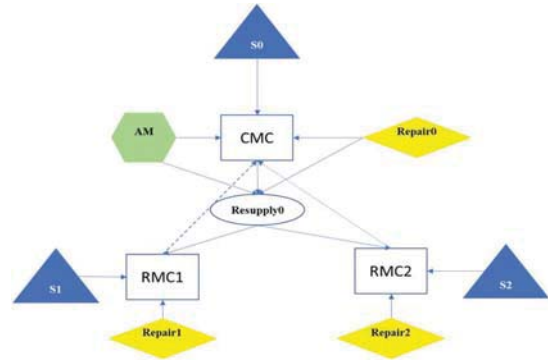 S0
AM
CMC
Repair0
Resupply0
S1
RMC1
RMC2
S2
Repair1
Repair2